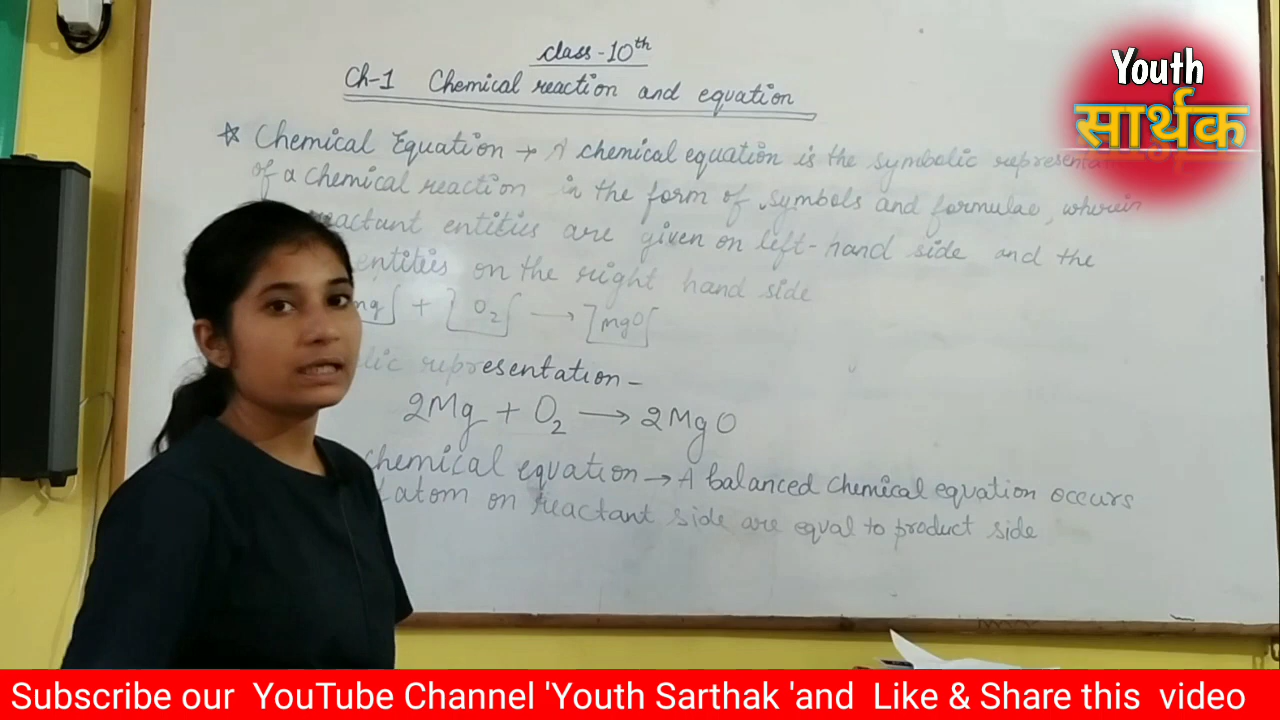 class-10th
Ch-1 Chemical reaction and equation
Youth
सार्थक
☆ Chemical Equation → A chemical equation is the symbolic
of a chemical reaction in the form of symbols and formulae, wherein
entities are given on left-hand side and the
entities on the right hand side
+ O2 → MgO
representation -
2Mg + O2 → 2MgO
chemical equation → A balanced chemical equation occurs
atom on reactant side are equal to product side
Subscribe our YouTube Channel 'Youth Sarthak 'and Like & Share this video